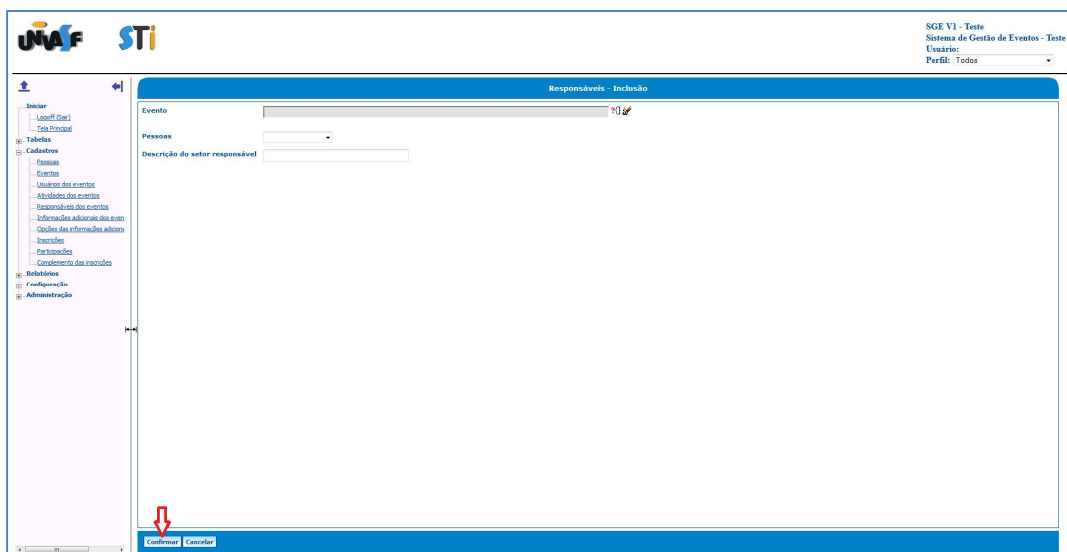 UNIVASF STI
SGE V1 - Teste
Sistema de Gestão de Eventos - Teste
Usuário:
Perfil: Todos
Responsáveis - Inclusão
Iniciar
Logoff (Sair)
Tela Principal
Tabelas
Cadastros
Pessoas
Eventos
Usuários dos eventos
Atividades dos eventos
Responsáveis dos eventos
Informações adicionais dos even
Opções das informações adicion
Inscrições
Participações
Complemento das inscrições
Relatórios
Configuração
Administração
Evento
Pessoas
Descrição do setor responsável
Confirmar Cancelar